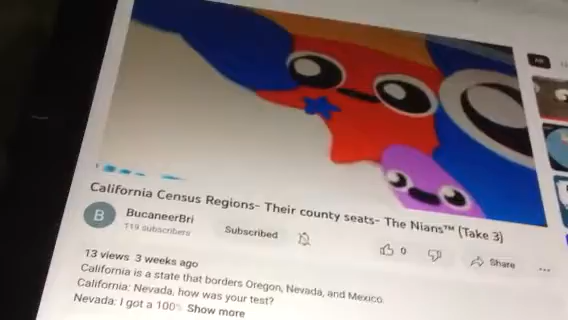 All
California Census Regions- Their county seats- The Nians™ (Take 3)
B
BucaneerBri
119 subscribers
Subscribed
0
Share
...
13 views 3 weeks ago
California is a state that borders Oregon, Nevada, and Mexico.
California: Nevada, how was your test?
Nevada: I got a 100% Show more